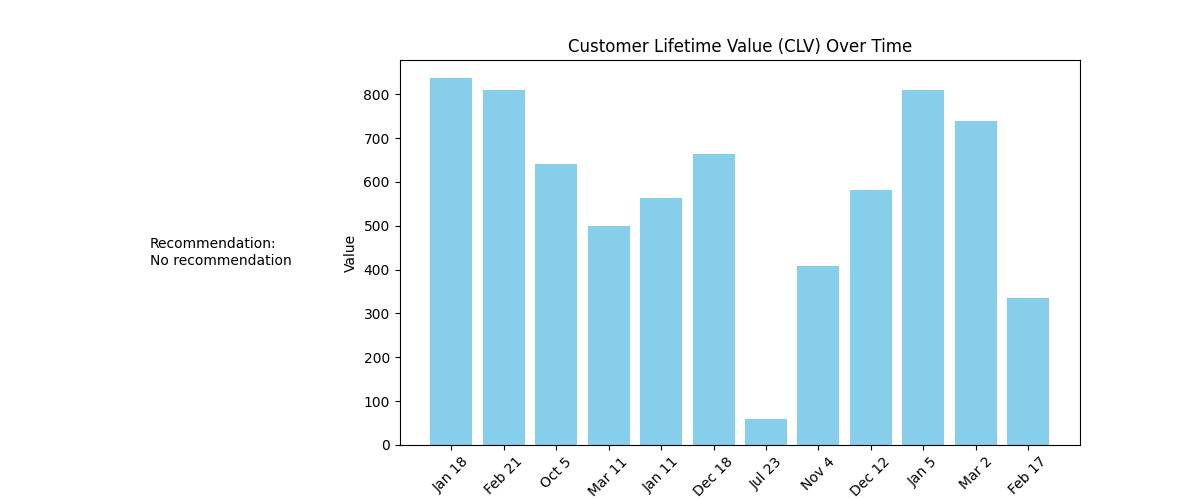 Customer Lifetime Value (CLV) Over Time
Recommendation:
No recommendation
Value
800
700
600
500
400
300
200
100
0
Jan 18
Feb 21
Oct 5
Mar 11
Jan 11
Dec 18
Jul 23
Nov 4
Dec 12
Jan 5
Mar 2
Feb 17